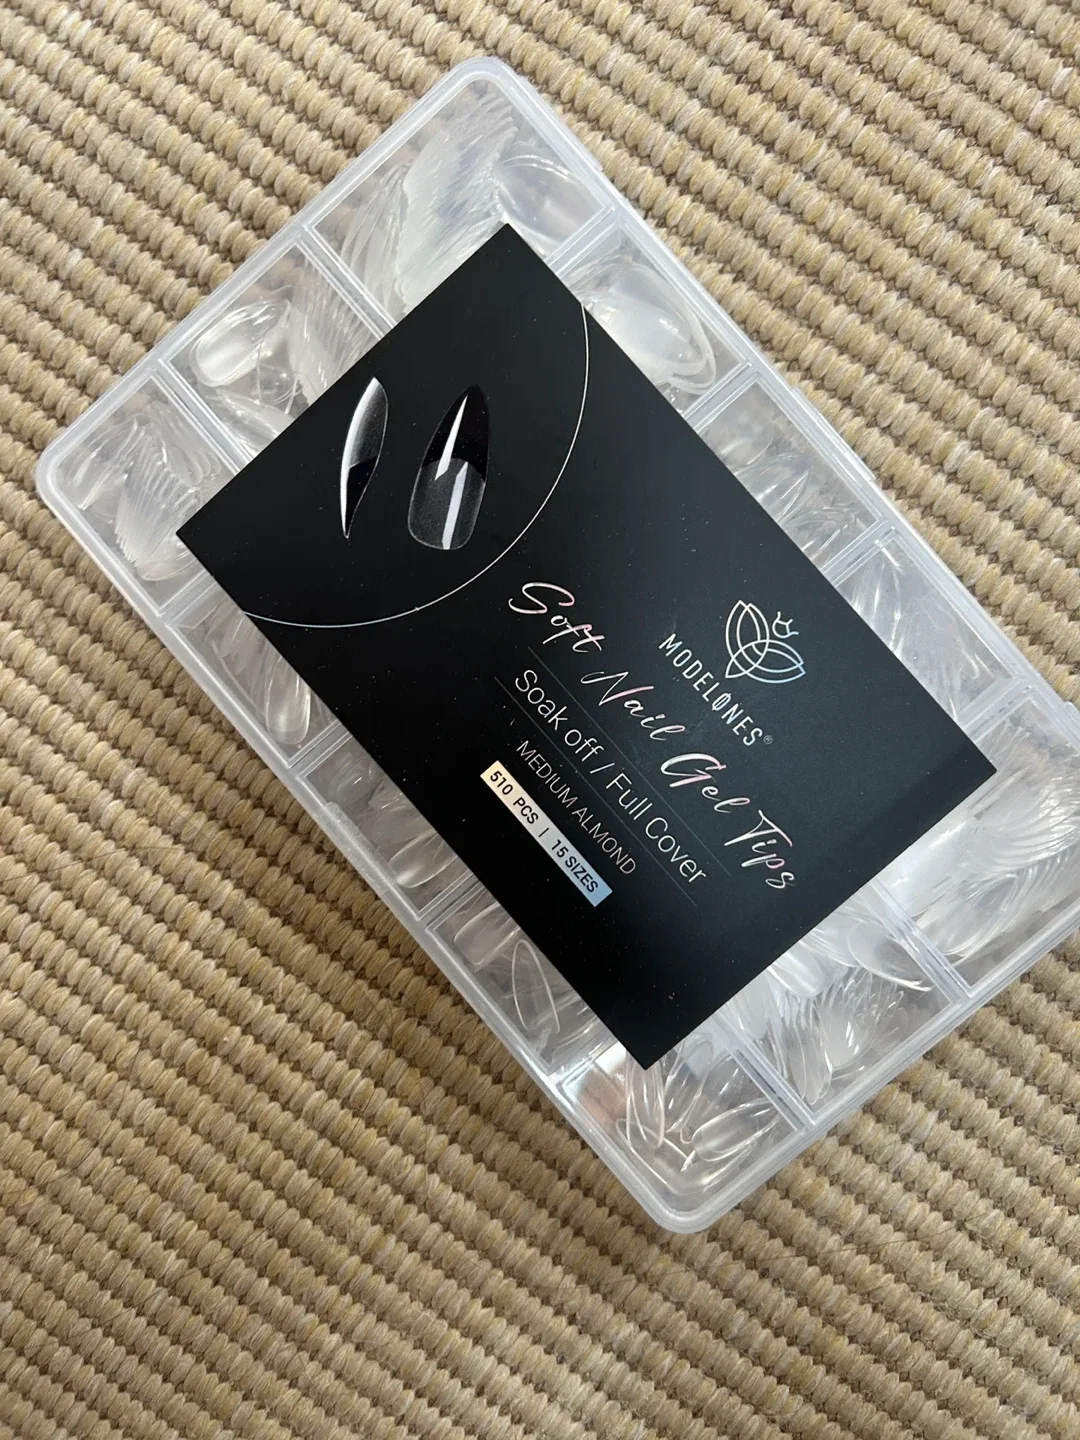 MODELONES®
Soft Nail Gel Tips
Soak off / Full Cover
MEDIUM ALMOND
510 PCS | 15 SIZES